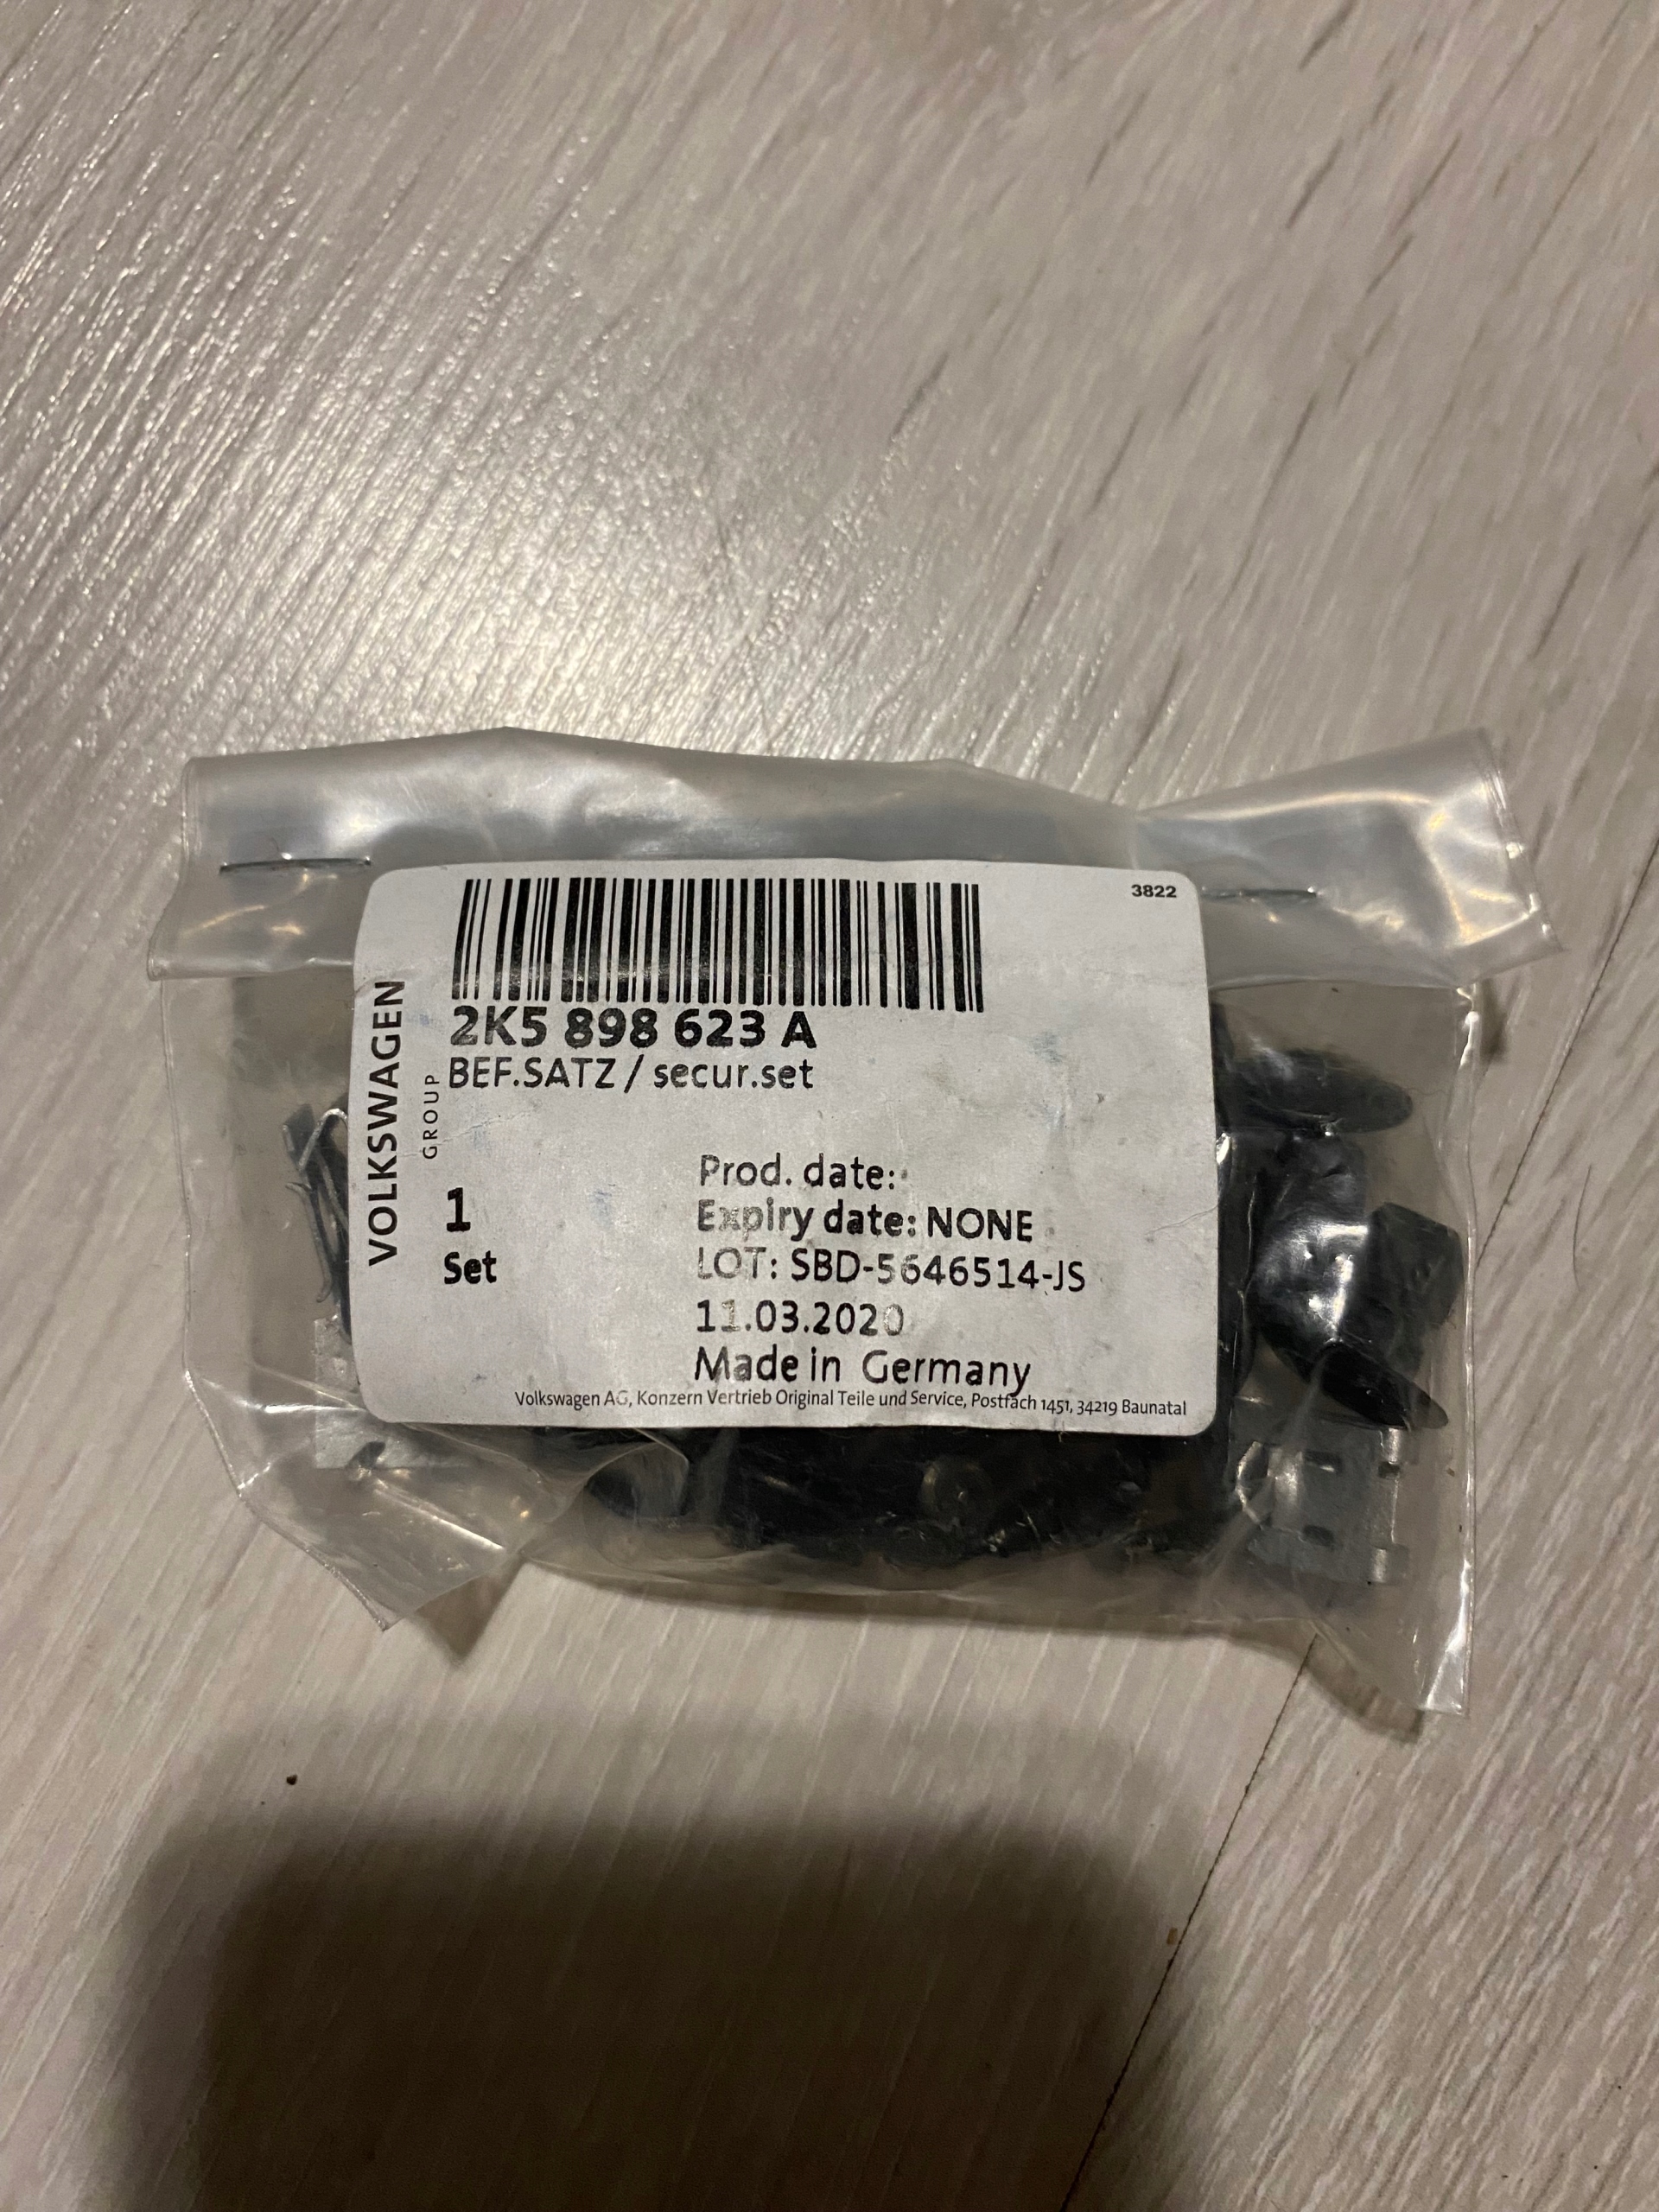 3822
2K5 898 623 A
BEF.SATZ / secur.set
VOLKSWAGEN
GROUP
1
Set
Prod. date:
Expiry date: NONE
LOT: SBD-5646514-JS
11.03.2020
Made in Germany
Volkswagen AG, Konzern Vertrieb Original Teile und Service, Postfach 1451, 34219 Baunatal